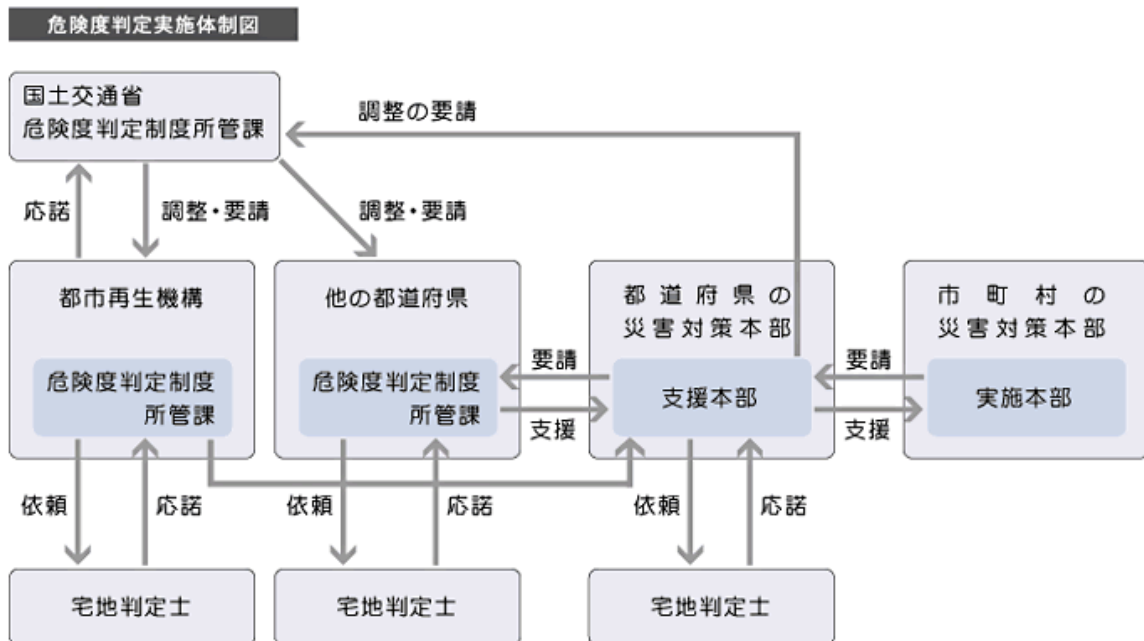 危険度判定実施体制図
国土交通省
危険度判定制度所管課
調整の要請
応諾
調整・要請
調整・要請
都市再生機構
他の都道府県
都道府県の
災害対策本部
市町村の
災害対策本部
危険度判定制度
所管課
危険度判定制度
所管課
要請
支援
支援本部
要請
支援
実施本部
依頼
応諾
依頼
応諾
依頼
応諾
宅地判定士
宅地判定士
宅地判定士